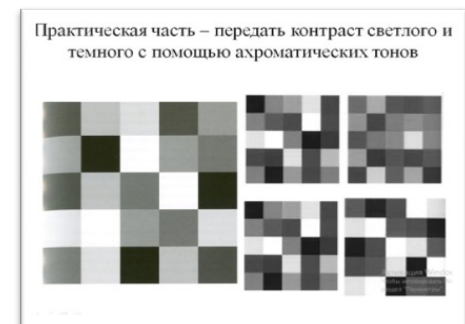 Практическая часть – передать контраст светлого и
темного с помощью ахроматических тонов